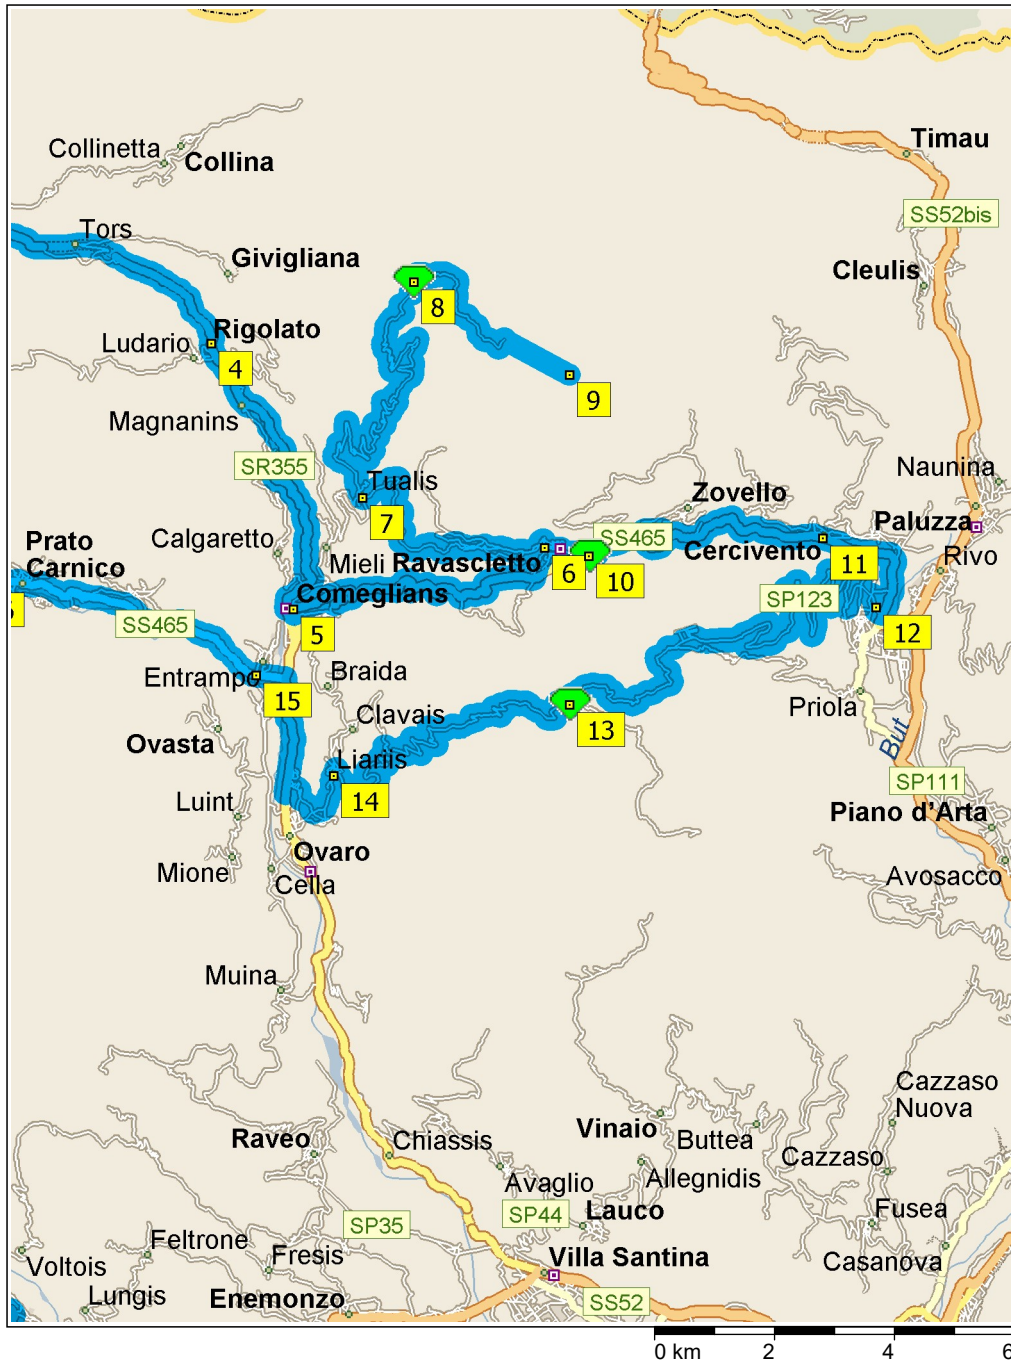 Timau
Collinetta
Collina
SS52bis
Tors
Givigliana
Cleulis
8
Rigolato
Ludario
4
9
Magnanins
SR355
Naunina
Tualis
Zovello
7
Paluzza
SS465
Calgaretto
Prato
Carnico
Mieli
Ravascletto
Cercivento
11
Rivo
6
10
Comeglians
SP123
5
SS465
12
Entrampo
Braida
15
Priola
Clavais
13
Ovasta
But
Liariis
SP111
Luint
14
Piano d'Arta
Ovaro
Mione
Cella
Avosacco
Muina
Cazzaso
Nuova
Vinaio
Raveo
Chiassis
Buttea
Cazzaso
Avaglio
Allegnidis
SP35
SP44
Lauco
Fusea
Feltrone
Fresis
Villa Santina
Casanova
Voltois
Lungis
Enemonzo
SS52
0 km
2
4
6